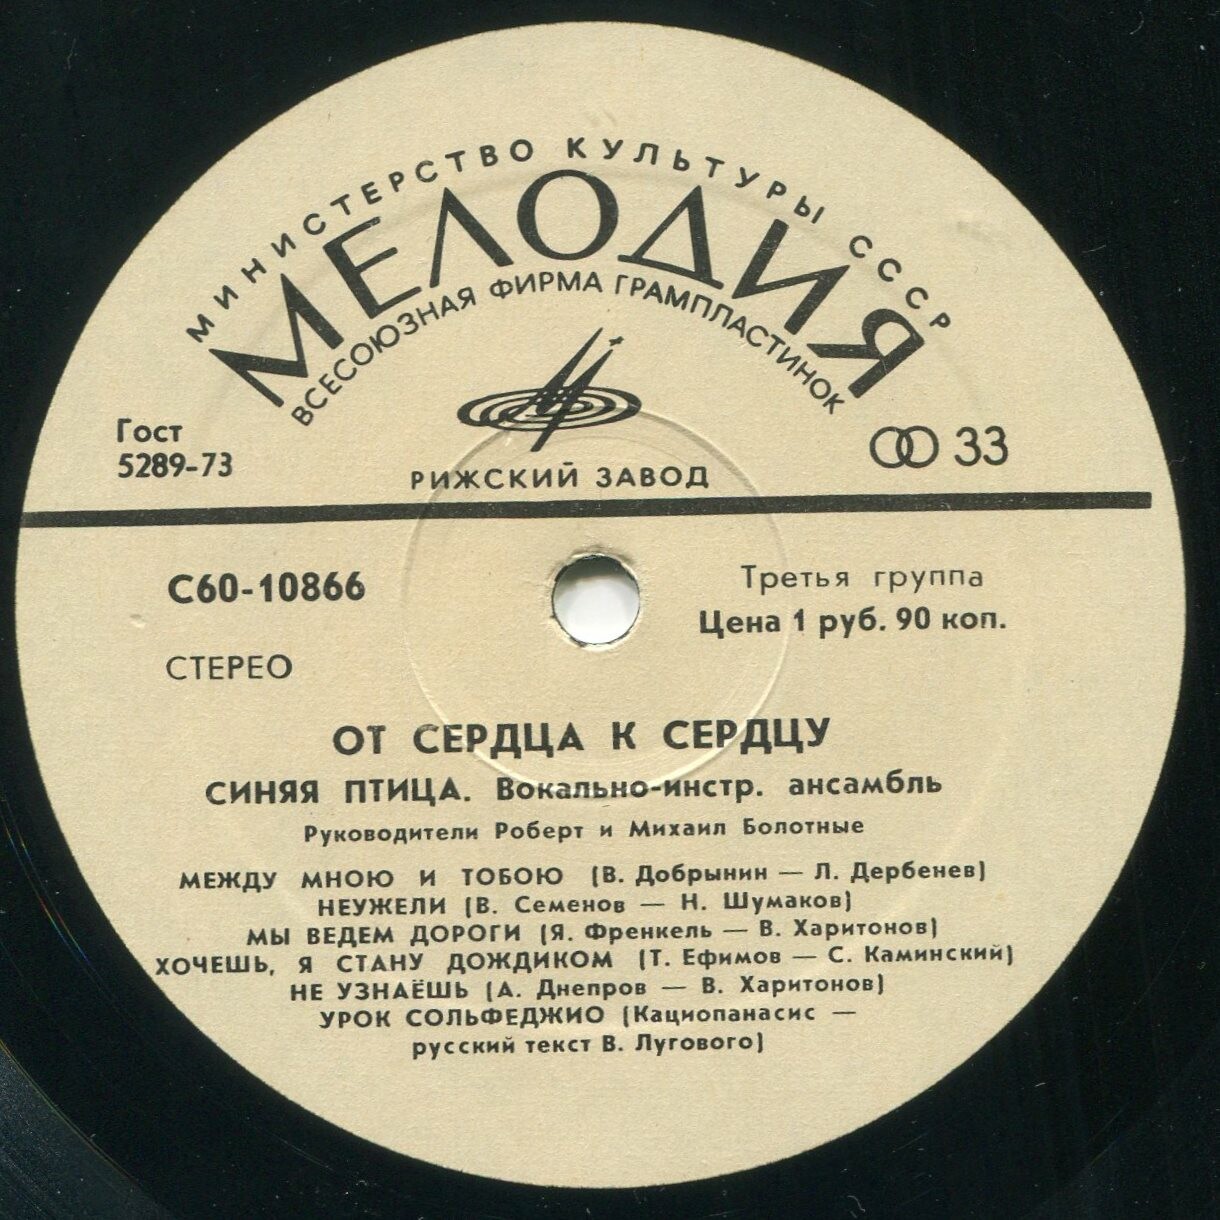 МИНИСТЕРСТВО КУЛЬТУРЫ СССР
МЕЛОДИЯ
ВСЕСОЮЗНАЯ ФИРМА ГРАМПЛАСТИНОК
Гост
5289-73
33
РИЖСКИЙ ЗАВОД
С60-10866
Третья группа
Цена 1 руб. 90 коп.
СТЕРЕО
ОТ СЕРДЦА К СЕРДЦУ
СИНЯЯ ПТИЦА. Вокально-инстр. ансамбль
Руководители Роберт и Михаил Болотные
МЕЖДУ МНОЮ И ТОБОЮ (В. Добрынин — Л. Дербенев)
НЕУЖЕЛИ (В. Семенов — Н. Шумаков)
МЫ ВЕДЕМ ДОРОГИ (Я. Френкель — В. Харитонов)
ХОЧЕШЬ, Я СТАНУ ДОЖДИКОМ (Т. Ефимов — С. Каминский)
НЕ УЗНАЁШЬ (А. Днепров — В. Харитонов)
УРОК СОЛЬФЕДЖИО (Кациопанасис —
русский текст В. Лугового)